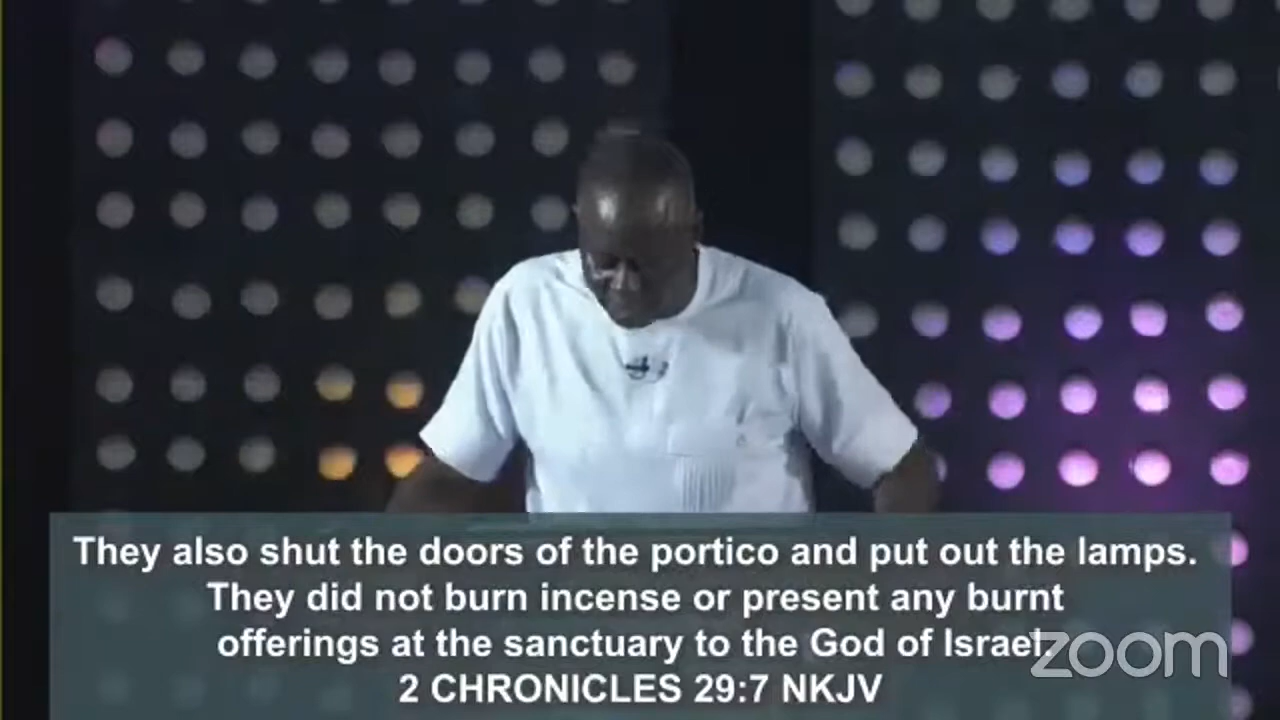 They also shut the doors of the portico and put out the lamps.
They did not burn incense or present any burnt
offerings at the sanctuary to the God of Israel.
2 CHRONICLES 29:7 NKJV
zoom